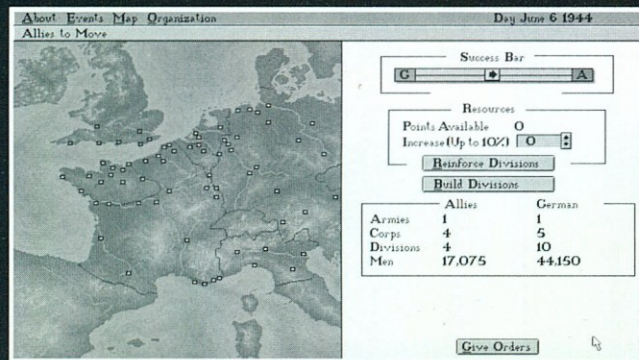 About Events Map Organization Day June 6 1944
Allies to Move
Success Bar
G A
Resources
Points Available 0
Increase (Up to 10%) 0
Reinforce Divisions
Build Divisions
Allies German
Armies 1 1
Corps 4 5
Divisions 4 10
Men 17,075 44,150
Give Orders